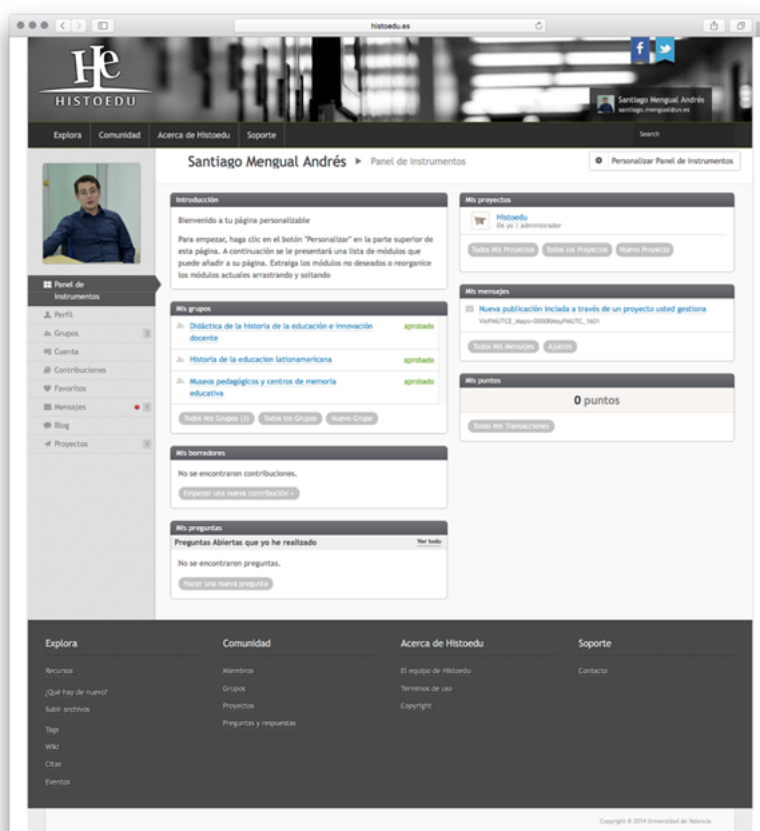 histoedu.es
He
HISTOEDU
Santiago Mengual Andrés
santiago.mengual@uv.es
Explora
Comunidad
Acerca de Histoedu
Soporte
Search
Santiago Mengual Andrés
Panel de instrumentos
Personalizar Panel de instrumentos
Panel de
instrumentos
Perfil
Grupos
Cuenta
Contribuciones
Favoritos
Mensajes
Blog
Proyectos
Introducción
Bienvenido a tu página personalizable
Para empezar, haga clic en el botón "Personalizar" en la parte superior de
esta página. A continuación se le presentará una lista de módulos que
puede añadir a su página. Extraiga los módulos no deseados o reorganice
los módulos actuales arrastrando y soltando
Mis grupos
Didáctica de la historia de la educación e innovación
docente
aprobado
Historia de la educacion lationamericana
aprobado
Museos pedagógicos y centros de memoria
educativa
aprobado
Todos Mis Grupos (3)
Todos los Grupos
Nuevo Grupo
Mis borradores
No se encontraron contribuciones.
Empezar una nueva contribución »
Mis preguntas
Preguntas Abiertas que yo he realizado
Ver todo
No se encontraron preguntas.
Hacer una nueva pregunta
Mis proyectos
Histoedu
De yo | administrador
Todos Mis Proyectos
Todos los Proyectos
Nuevo Proyecto
Mis mensajes
Nueva publicación inciada a través de un proyecto usted gestiona
Todos Mis Mensajes
Ajustes
Mis puntos
0 puntos
Todas Mis Transacciones
Explora
Recursos
¿Qué hay de nuevo?
Subir archivos
Tags
Wiki
Citas
Eventos
Comunidad
Miembros
Grupos
Proyectos
Preguntas y respuestas
Acerca de Histoedu
El equipo de Histoedu
Terminos de uso
Copyright
Soporte
Contacto
Copyright © 2014 Universidad de Valencia